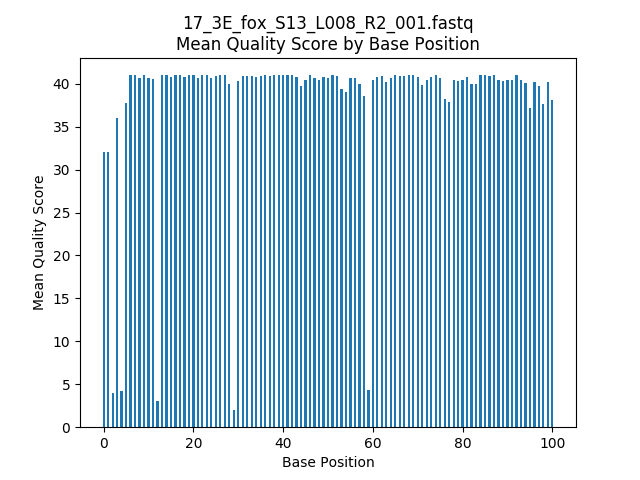 17_3E_fox_S13_L008_R2_001.fastq
Mean Quality Score by Base Position
40
35
30
25
20
15
10
5
0
Mean Quality Score
0 20 40 60 80 100
Base Position